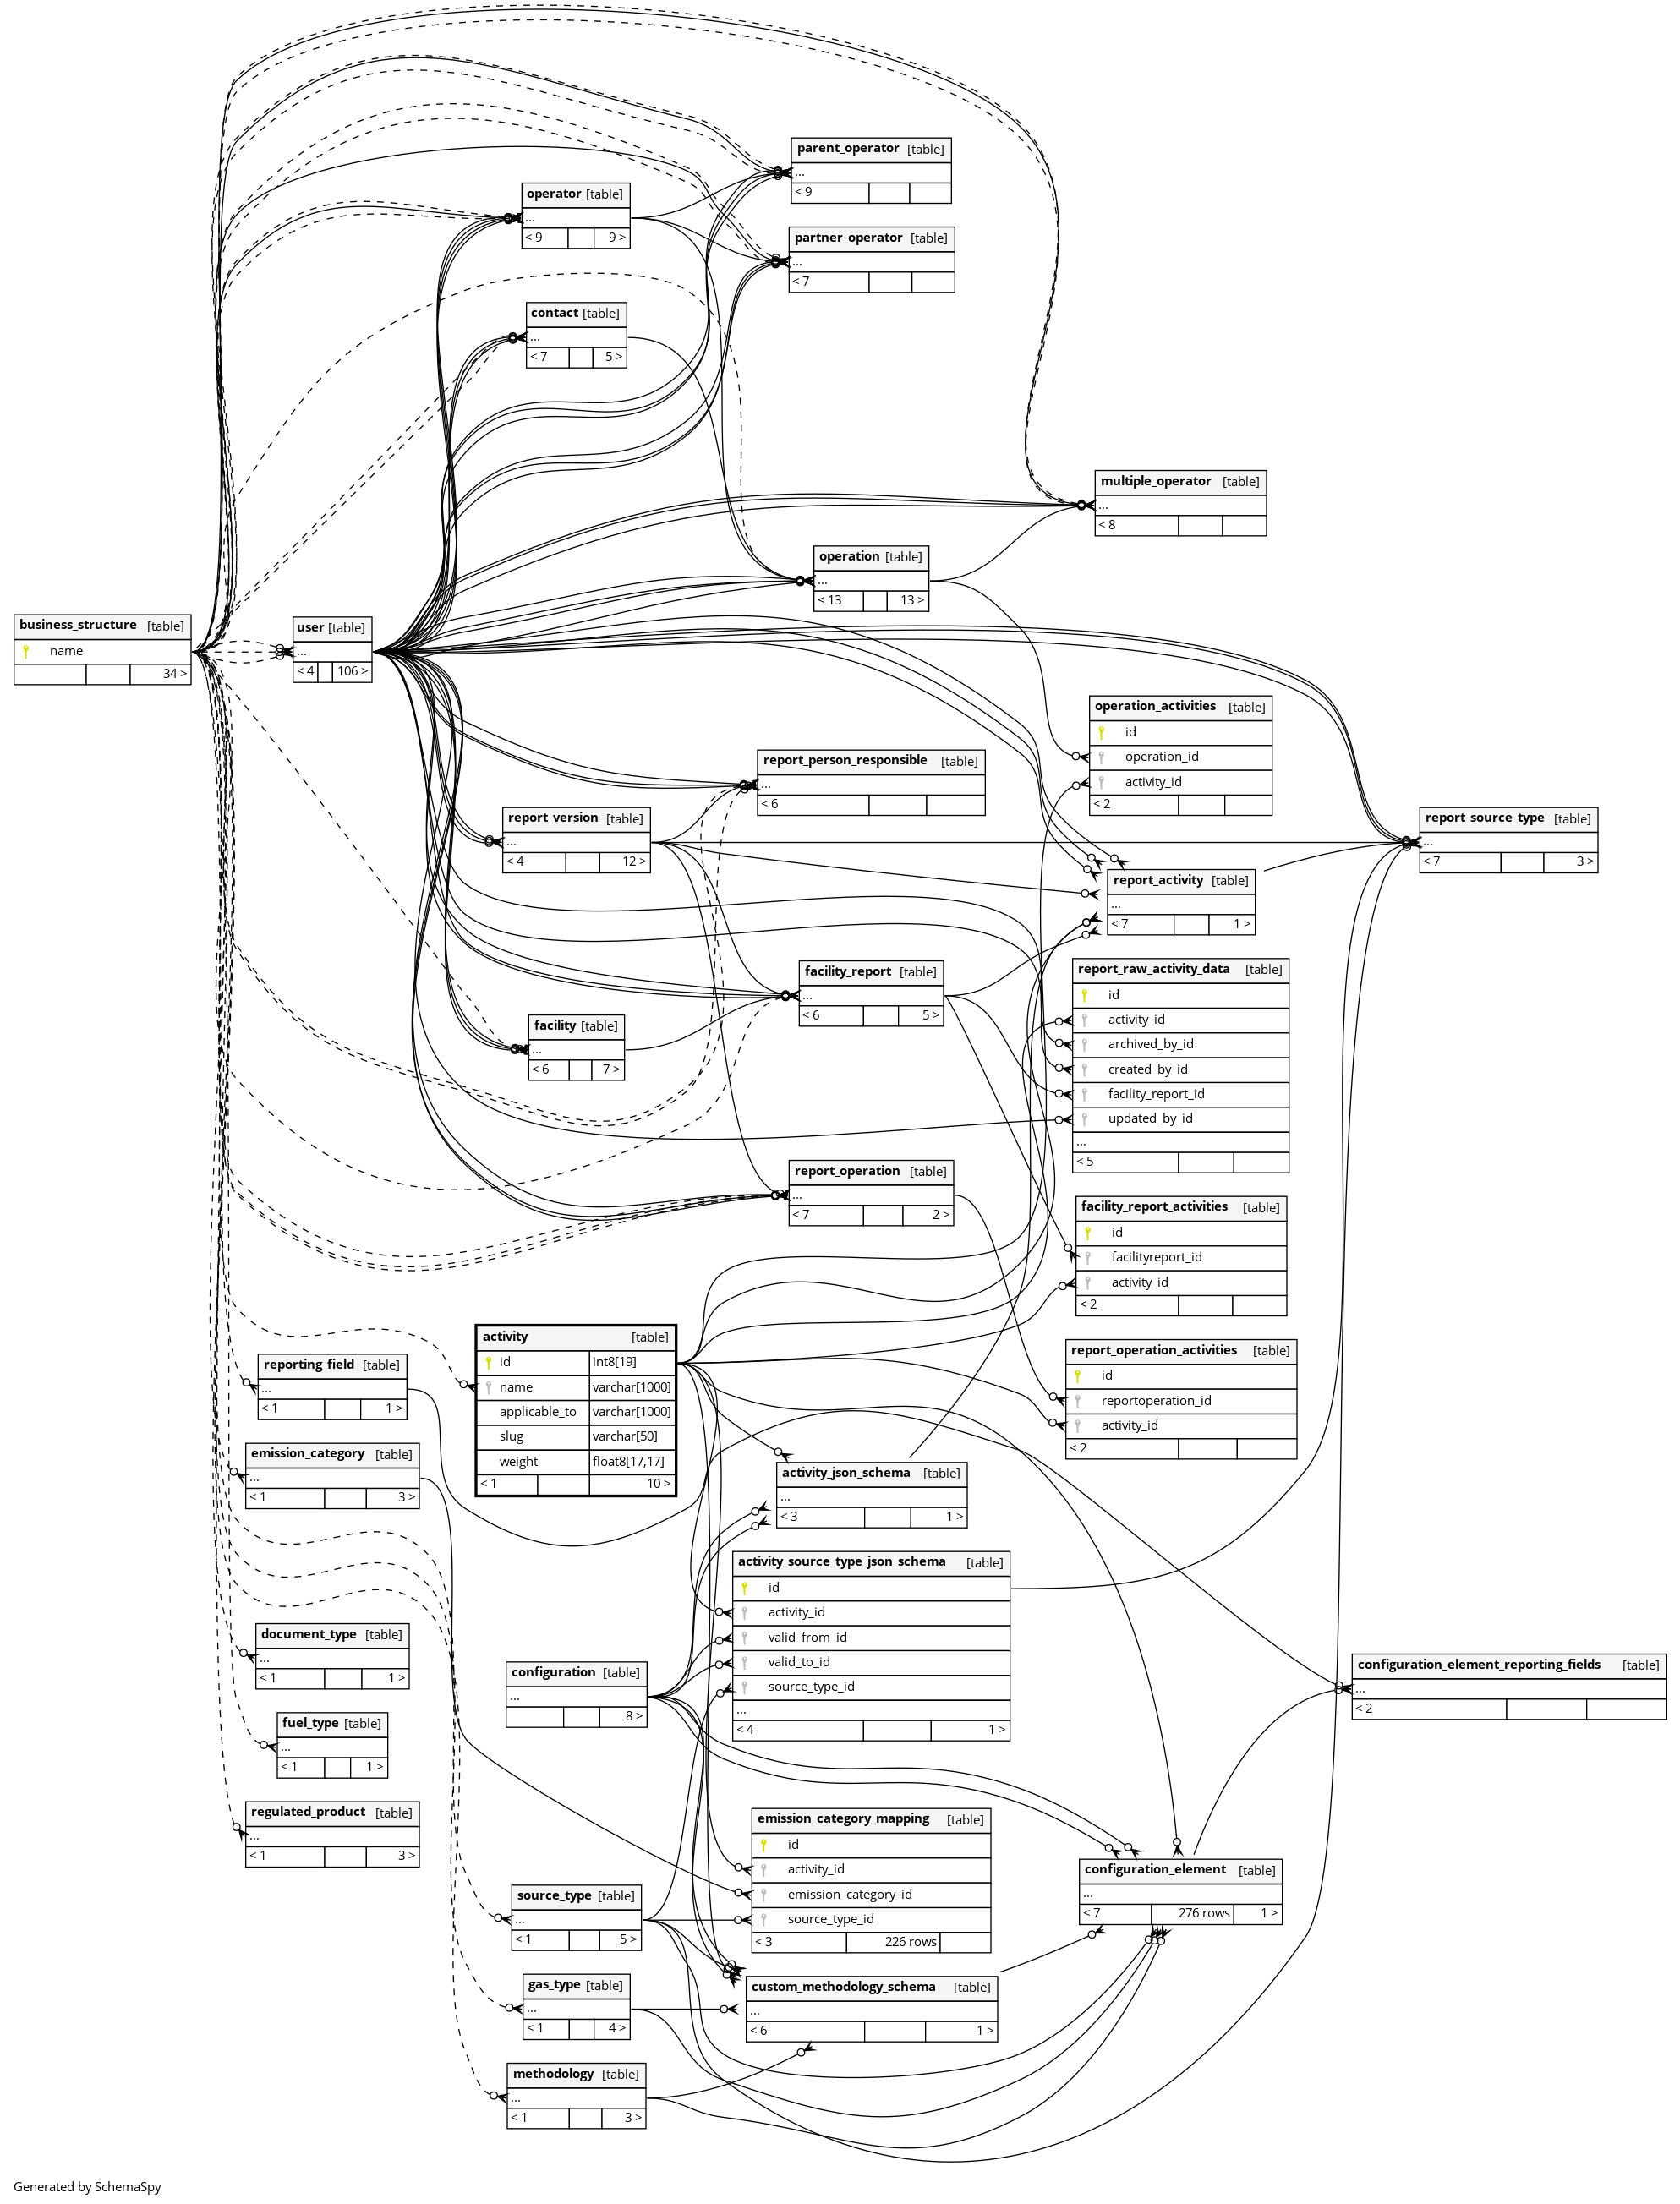 parent_operator [table]
...
< 9
operator [table]
...
< 9 9 >
partner_operator [table]
...
< 7
contact [table]
...
< 7 5 >
multiple_operator [table]
...
< 8
operation [table]
...
< 13 13 >
business_structure [table]
name
34 >
user [table]
...
< 4 106 >
operation_activities [table]
id
operation_id
activity_id
< 2
report_person_responsible [table]
...
< 6
report_version [table]
...
< 4 12 >
report_source_type [table]
...
< 7 3 >
report_activity [table]
...
< 7 1 >
facility_report [table]
...
< 6 5 >
report_raw_activity_data [table]
id
activity_id
archived_by_id
created_by_id
facility_report_id
updated_by_id
...
< 5
facility [table]
...
< 6 7 >
report_operation [table]
...
< 7 2 >
facility_report_activities [table]
id
facilityreport_id
activity_id
< 2
activity [table]
id int8[19]
name varchar[1000]
applicable_to varchar[1000]
slug varchar[50]
weight float8[17,17]
< 1 10 >
report_operation_activities [table]
id
reportoperation_id
activity_id
< 2
reporting_field [table]
...
< 1 1 >
emission_category [table]
...
< 1 3 >
activity_json_schema [table]
...
< 3 1 >
activity_source_type_json_schema [table]
id
activity_id
valid_from_id
valid_to_id
source_type_id
...
< 4 1 >
document_type [table]
...
< 1 1 >
configuration [table]
...
8 >
configuration_element_reporting_fields [table]
...
< 2
fuel_type [table]
...
< 1 1 >
regulated_product [table]
...
< 1 3 >
emission_category_mapping [table]
id
activity_id
emission_category_id
source_type_id
< 3 226 rows
configuration_element [table]
...
< 7 276 rows 1 >
source_type [table]
...
< 1 5 >
gas_type [table]
...
< 1 4 >
custom_methodology_schema [table]
...
< 6 1 >
methodology [table]
...
< 1 3 >
Generated by SchemaSpy